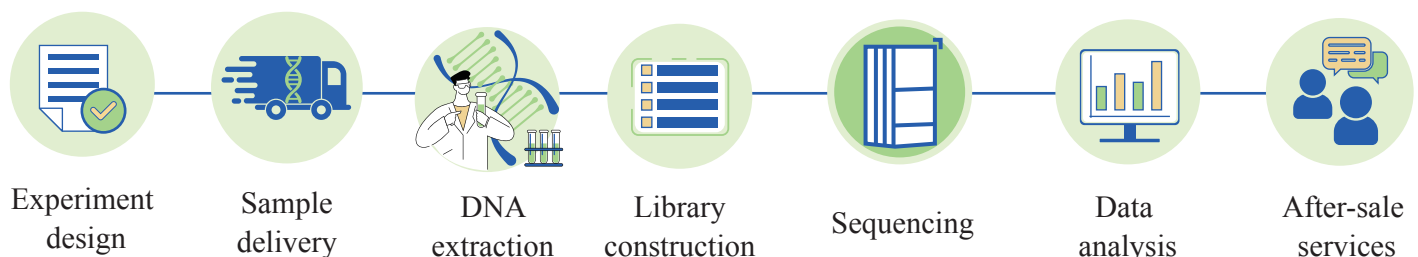 Experiment
design
Sample
delivery
DNA
extraction
Library
construction
Sequencing
Data
analysis
After-sale
services